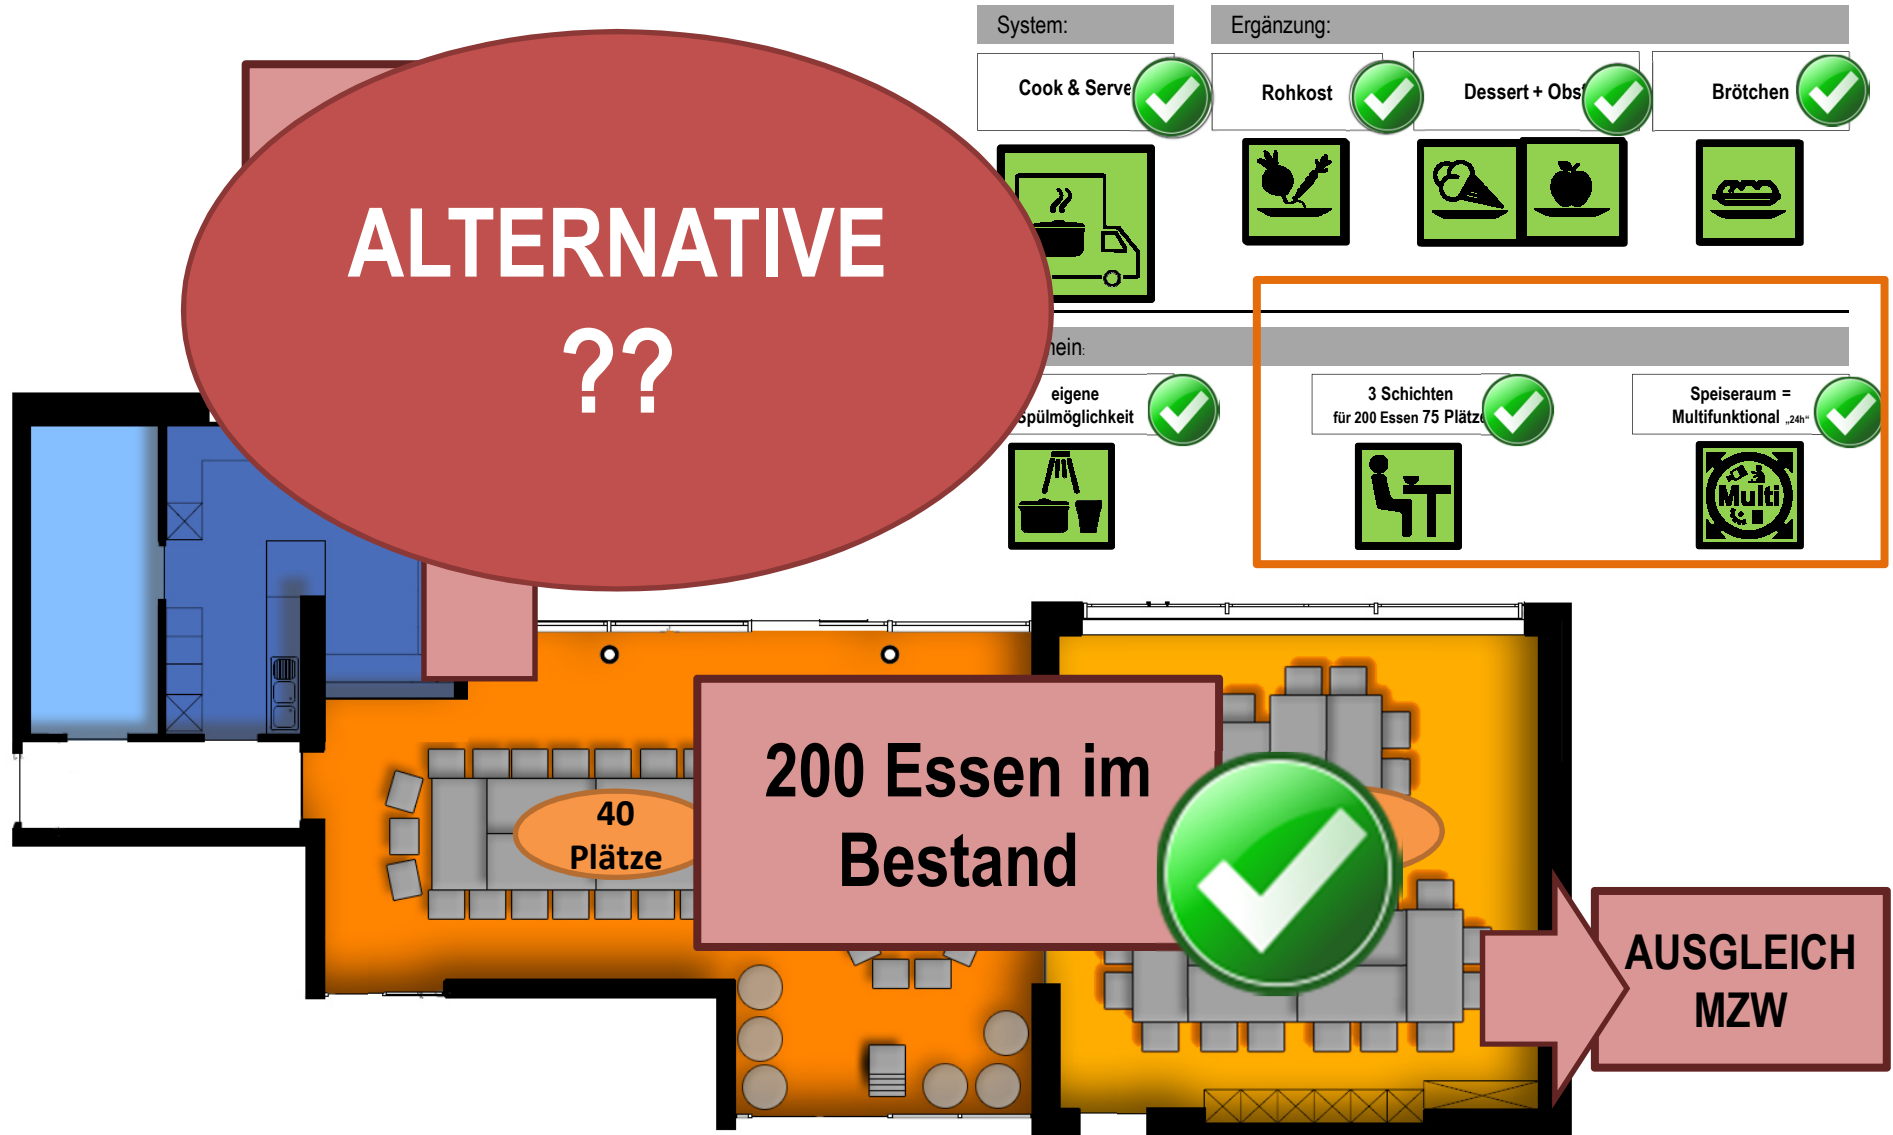 System:
Ergänzung:
Cook & Serve
Rohkost
Dessert + Obst
Brötchen
ALTERNATIVE
??
eigene
Spülmöglichkeit
3 Schichten
für 200 Essen 75 Plätze
Speiseraum =
Multifunktional „24h“
Multi
40
Plätze
200 Essen im
Bestand
AUSGLEICH
MZW